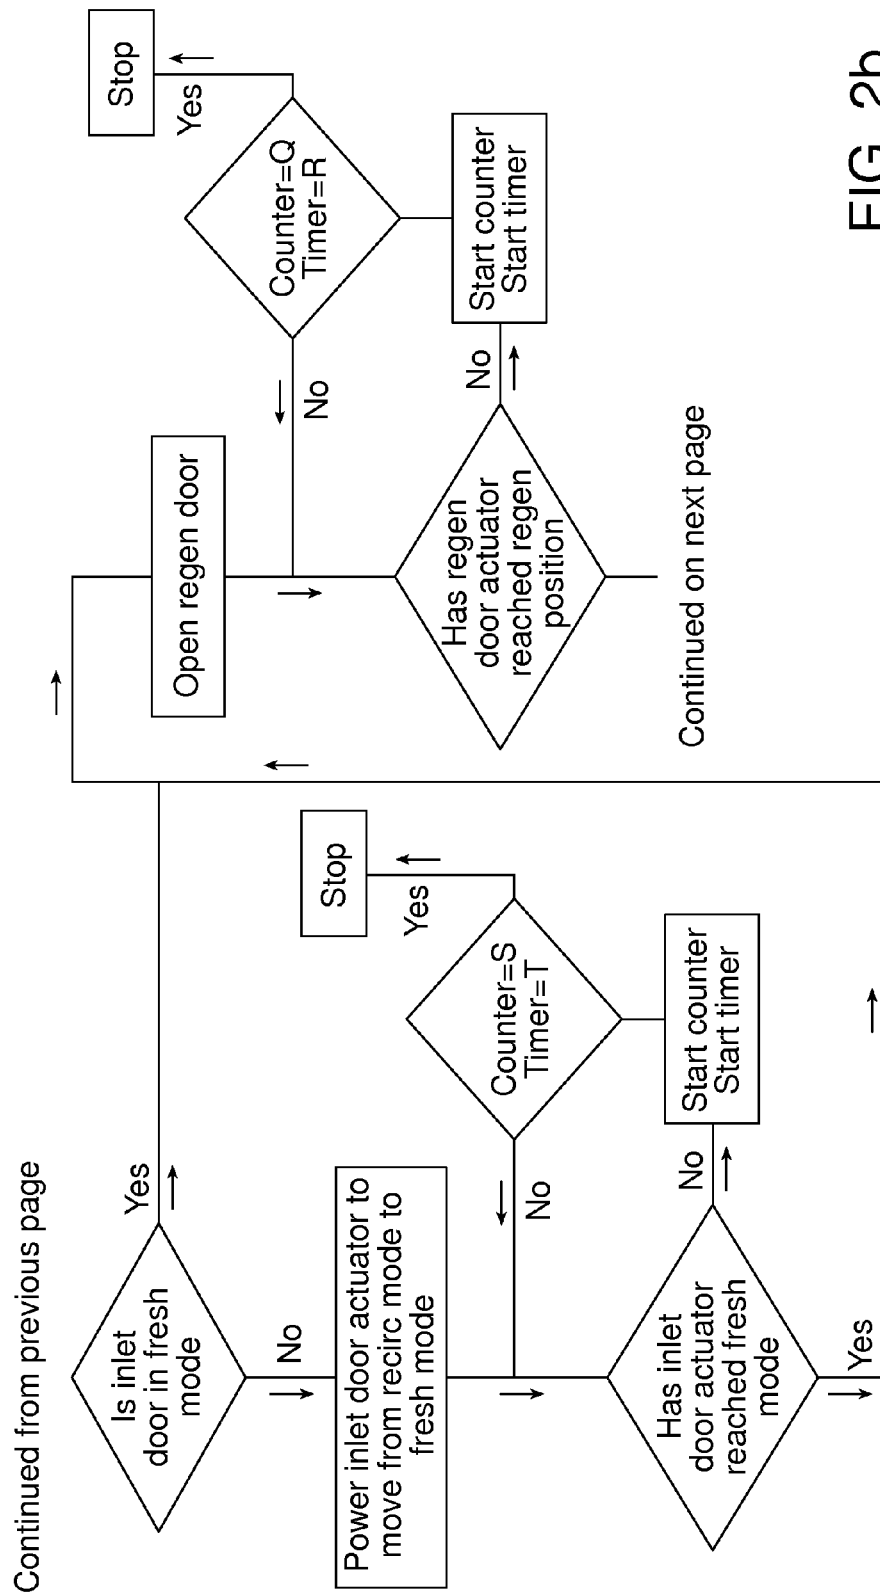 Continued from previous page
Is inlet
door in fresh
mode
Yes
No
Power inlet door actuator to
move from recirc mode to
fresh mode
No
Has inlet
door actuator
reached fresh
mode
Yes
No
Start counter
Start timer
Counter=S
Timer=T
Yes
Stop
Open regen door
No
Has regen
door actuator
reached regen
position
No
Start counter
Start timer
Counter=Q
Timer=R
Yes
Stop
Continued on next page
FIG. 2b